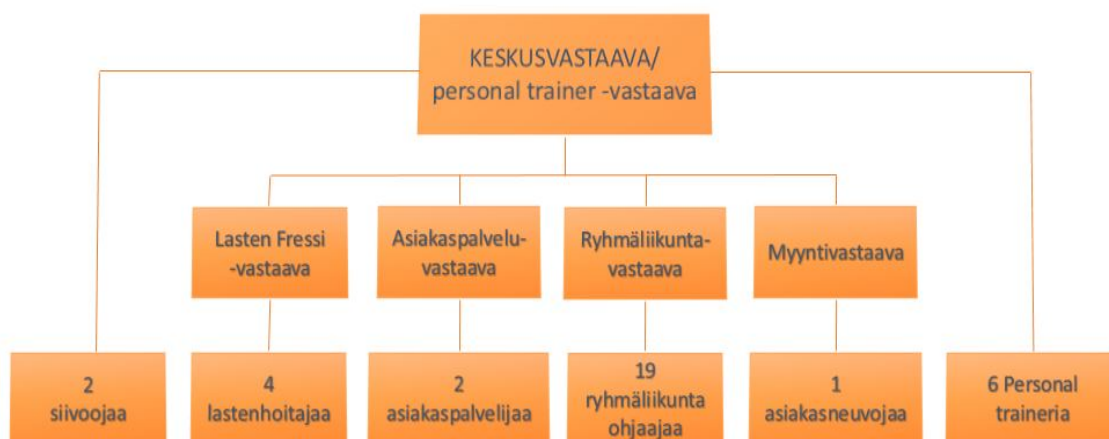 KESKUSVASTAAVA/
personal trainer -vastaava
Lasten Fressi
-vastaava
Asiakaspalvelu-
vastaava
Ryhmäliikunta-
vastaava
Myyntivastaava
2
siivoojaa
4
lastenhoitajaa
2
asiakaspalvelijaa
19
ryhmäliikunta
ohjaajaa
1
asiakasneuvojaa
6 Personal
traineria